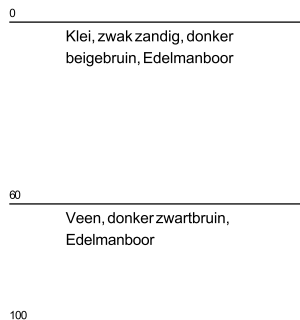 0
Klei, zwak zandig, donker
beigebruin, Edelmanboor
60
Veen, donker zwartbruin,
Edelmanboor
100